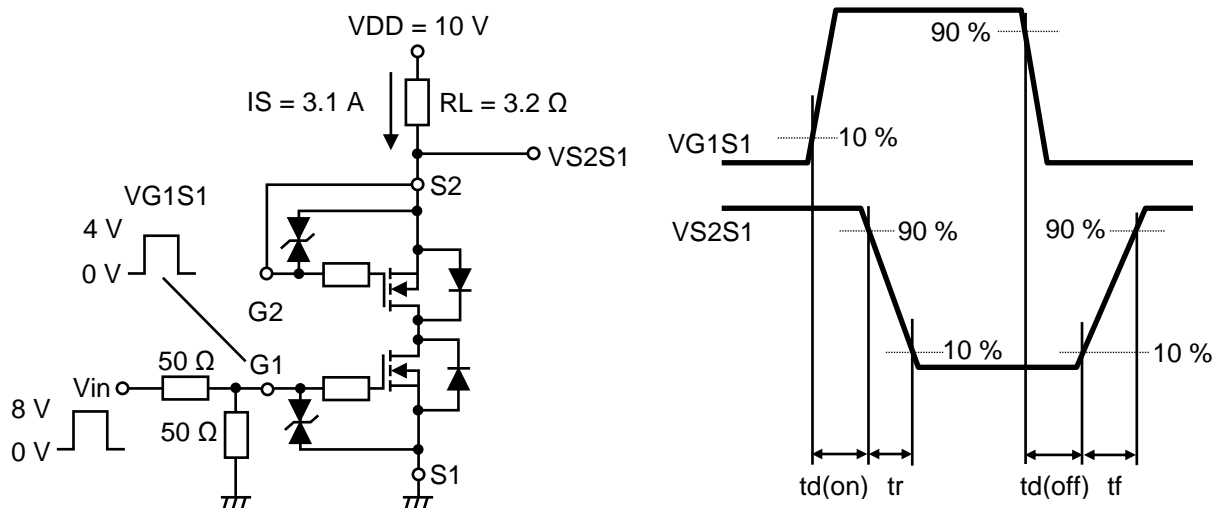 VDD = 10 V
IS = 3.1 A
RL = 3.2 Ω
VS2S1
S2
VG1S1
4 V
0 V
G2
G1
50 Ω
Vin
8 V
0 V
50 Ω
S1
90 %
VG1S1
10 %
VS2S1
90 %
90 %
10 %
10 %
td(on)
tr
td(off)
tf